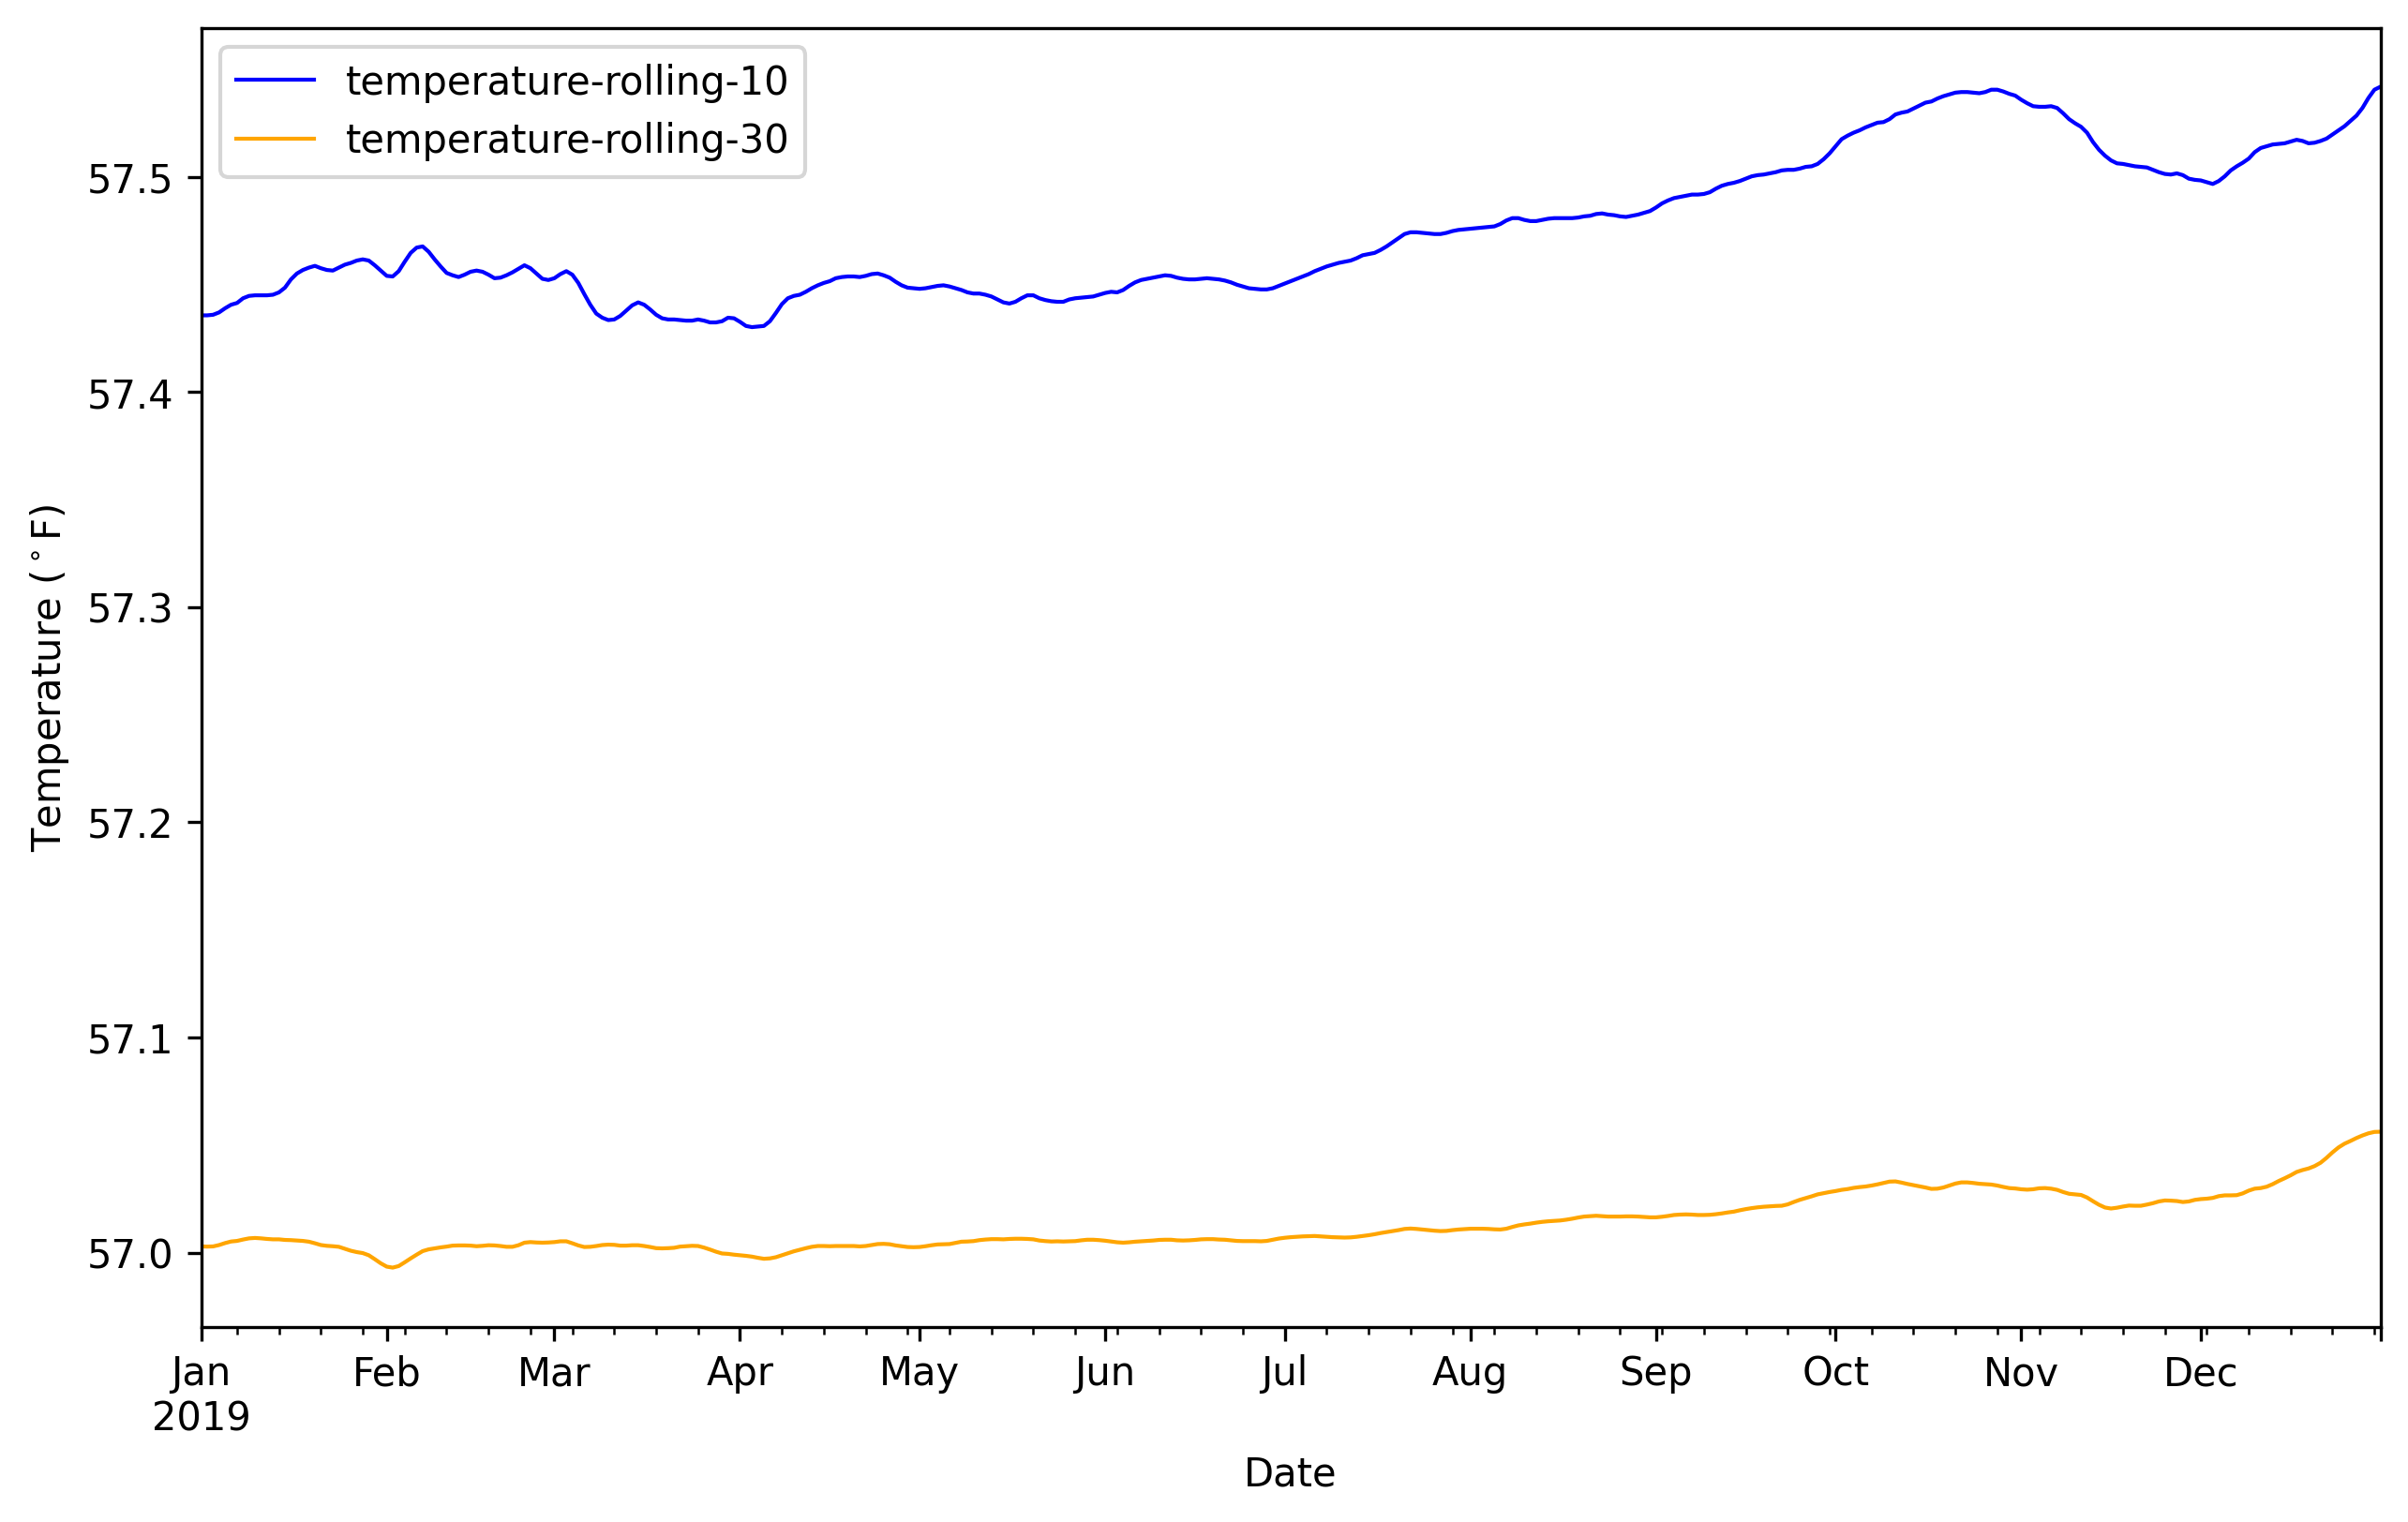 temperature-rolling-10
temperature-rolling-30
Temperature (°F)
57.5
57.4
57.3
57.2
57.1
57.0
Jan Feb Mar Apr May Jun Jul Aug Sep Oct Nov Dec
2019
Date